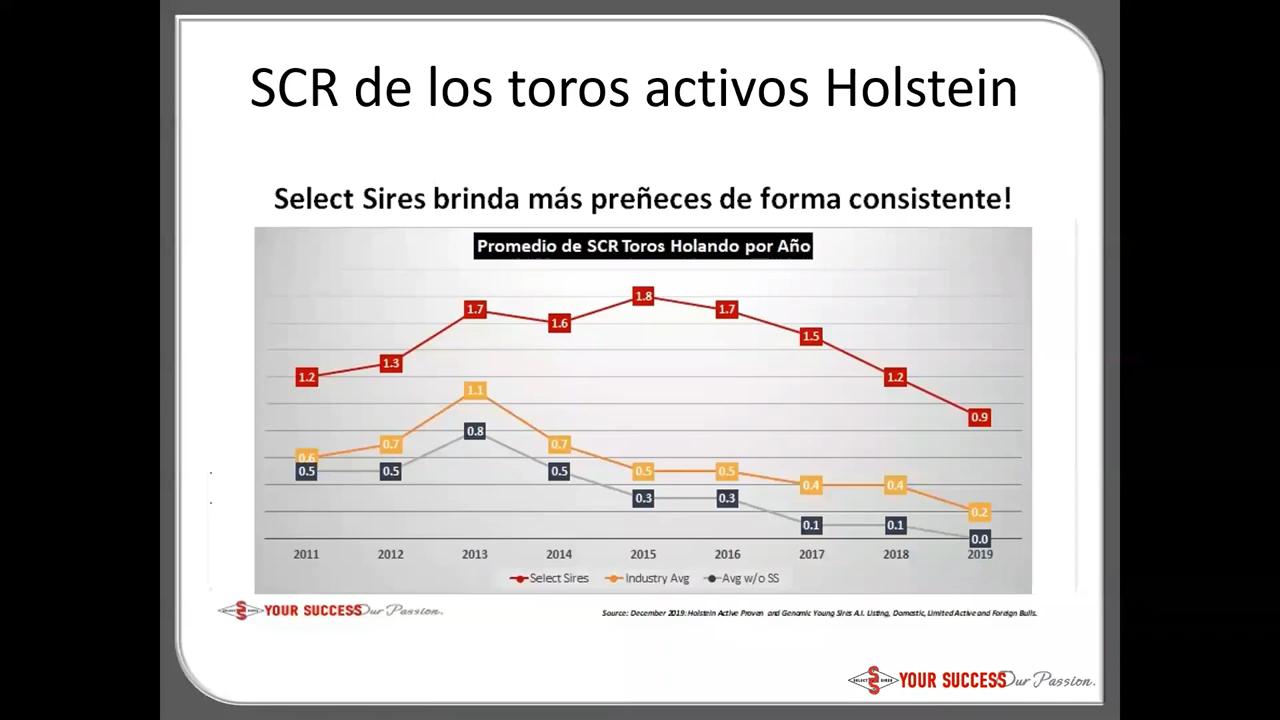 SCR de los toros activos Holstein
Select Sires brinda más preñeces de forma consistente!
Promedio de SCR Toros Holando por Año
1.2 1.3 1.7 1.6 1.8 1.7 1.5 1.2 0.9
0.6 0.7 1.1 0.7 0.5 0.5 0.4 0.4 0.2
0.5 0.5 0.8 0.5 0.3 0.3 0.1 0.1 0.0
2011 2012 2013 2014 2015 2016 2017 2018 2019
Select Sires Industry Avg Avg w/o SS
SELECT SIRES YOUR SUCCESS Our Passion.
Source: December 2019: Holstein Active Proven and Genomic Young Sires A.I. Listing, Domestic, Limited Active and Foreign Bulls.
SELECT SIRES YOUR SUCCESS Our Passion.